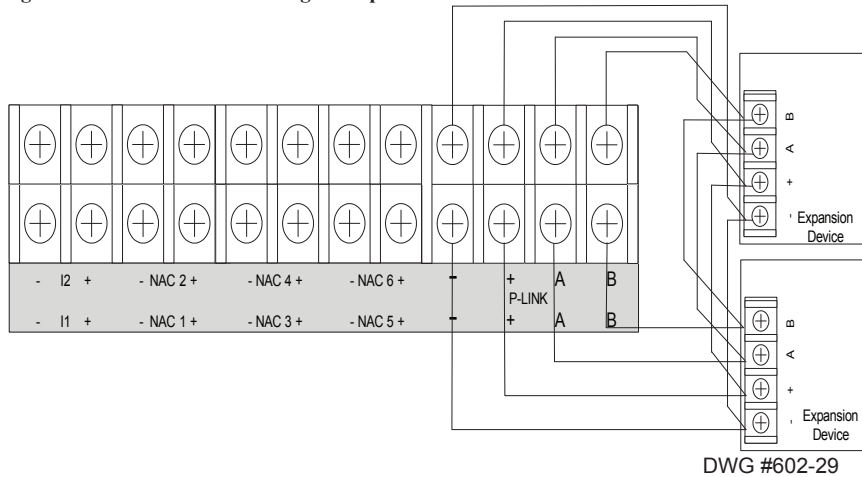 B
A
+
-
Expansion
Device
- I2 + - NAC 2 + - NAC 4 + - NAC 6 + - + A B
P-LINK
- I1 + - NAC 1 + - NAC 3 + - NAC 5 + - + A B
B
A
+
-
Expansion
Device
DWG #602-29